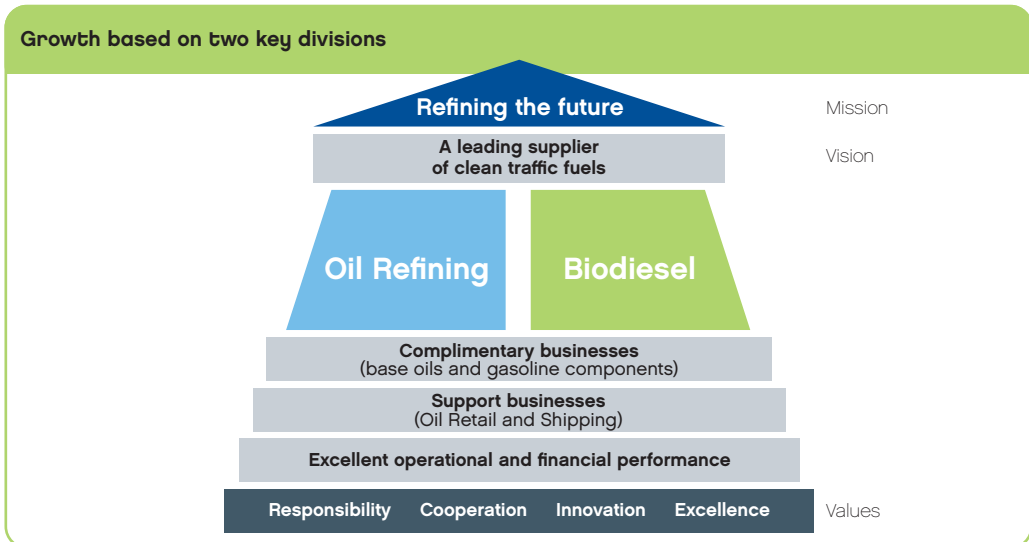 Growth based on two key divisions
Refining the future
Mission
A leading supplier
of clean traffic fuels
Vision
Oil Refining
Biodiesel
Complimentary businesses
(base oils and gasoline components)
Support businesses
(Oil Retail and Shipping)
Excellent operational and financial performance
Responsibility Cooperation Innovation Excellence
Values